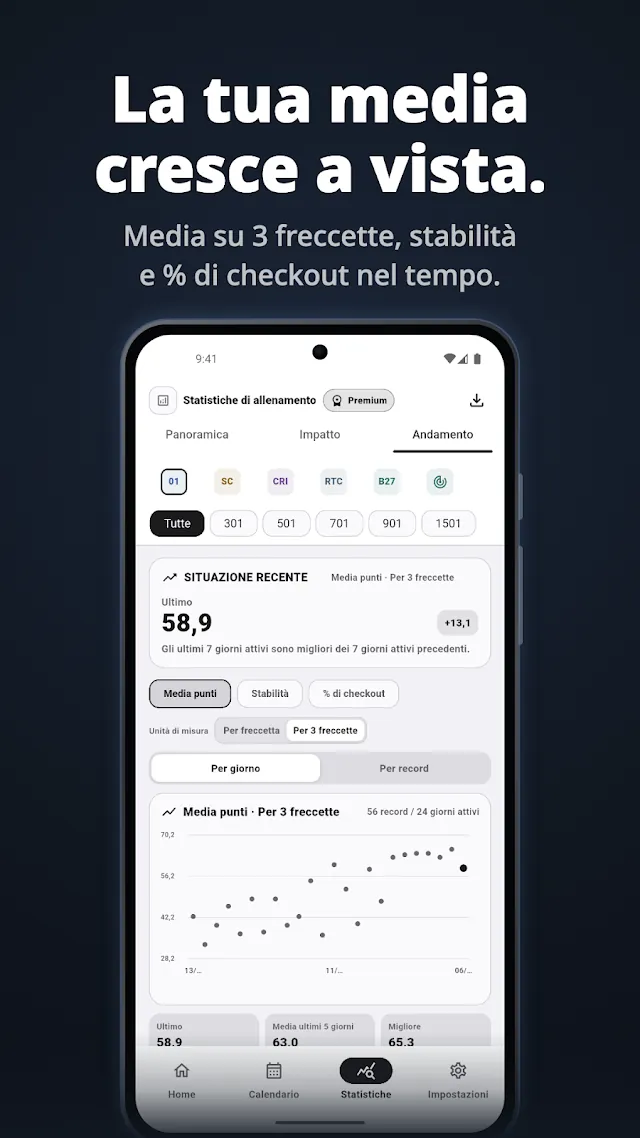 La tua media
cresce a vista.
Media su 3 freccette, stabilità
e % di checkout nel tempo.
9:41
Statistiche di allenamento Premium
Panoramica Impatto Andamento
01 SC CRI RTC B27
Tutte 301 501 701 901 1501
SITUAZIONE RECENTE Media punti · Per 3 freccette
Ultimo
58,9 +13,1
Gli ultimi 7 giorni attivi sono migliori dei 7 giorni attivi precedenti.
Media punti Stabilità % di checkout
Unità di misura Per freccetta Per 3 freccette
Per giorno Per record
Media punti · Per 3 freccette 56 record / 24 giorni attivi
70,2
56,2
42,2
28,2
13/... 11/... 06/...
Ultimo Media ultimi 5 giorni Migliore
58,9 63,0 65,3
Home Calendario Statistiche Impostazioni